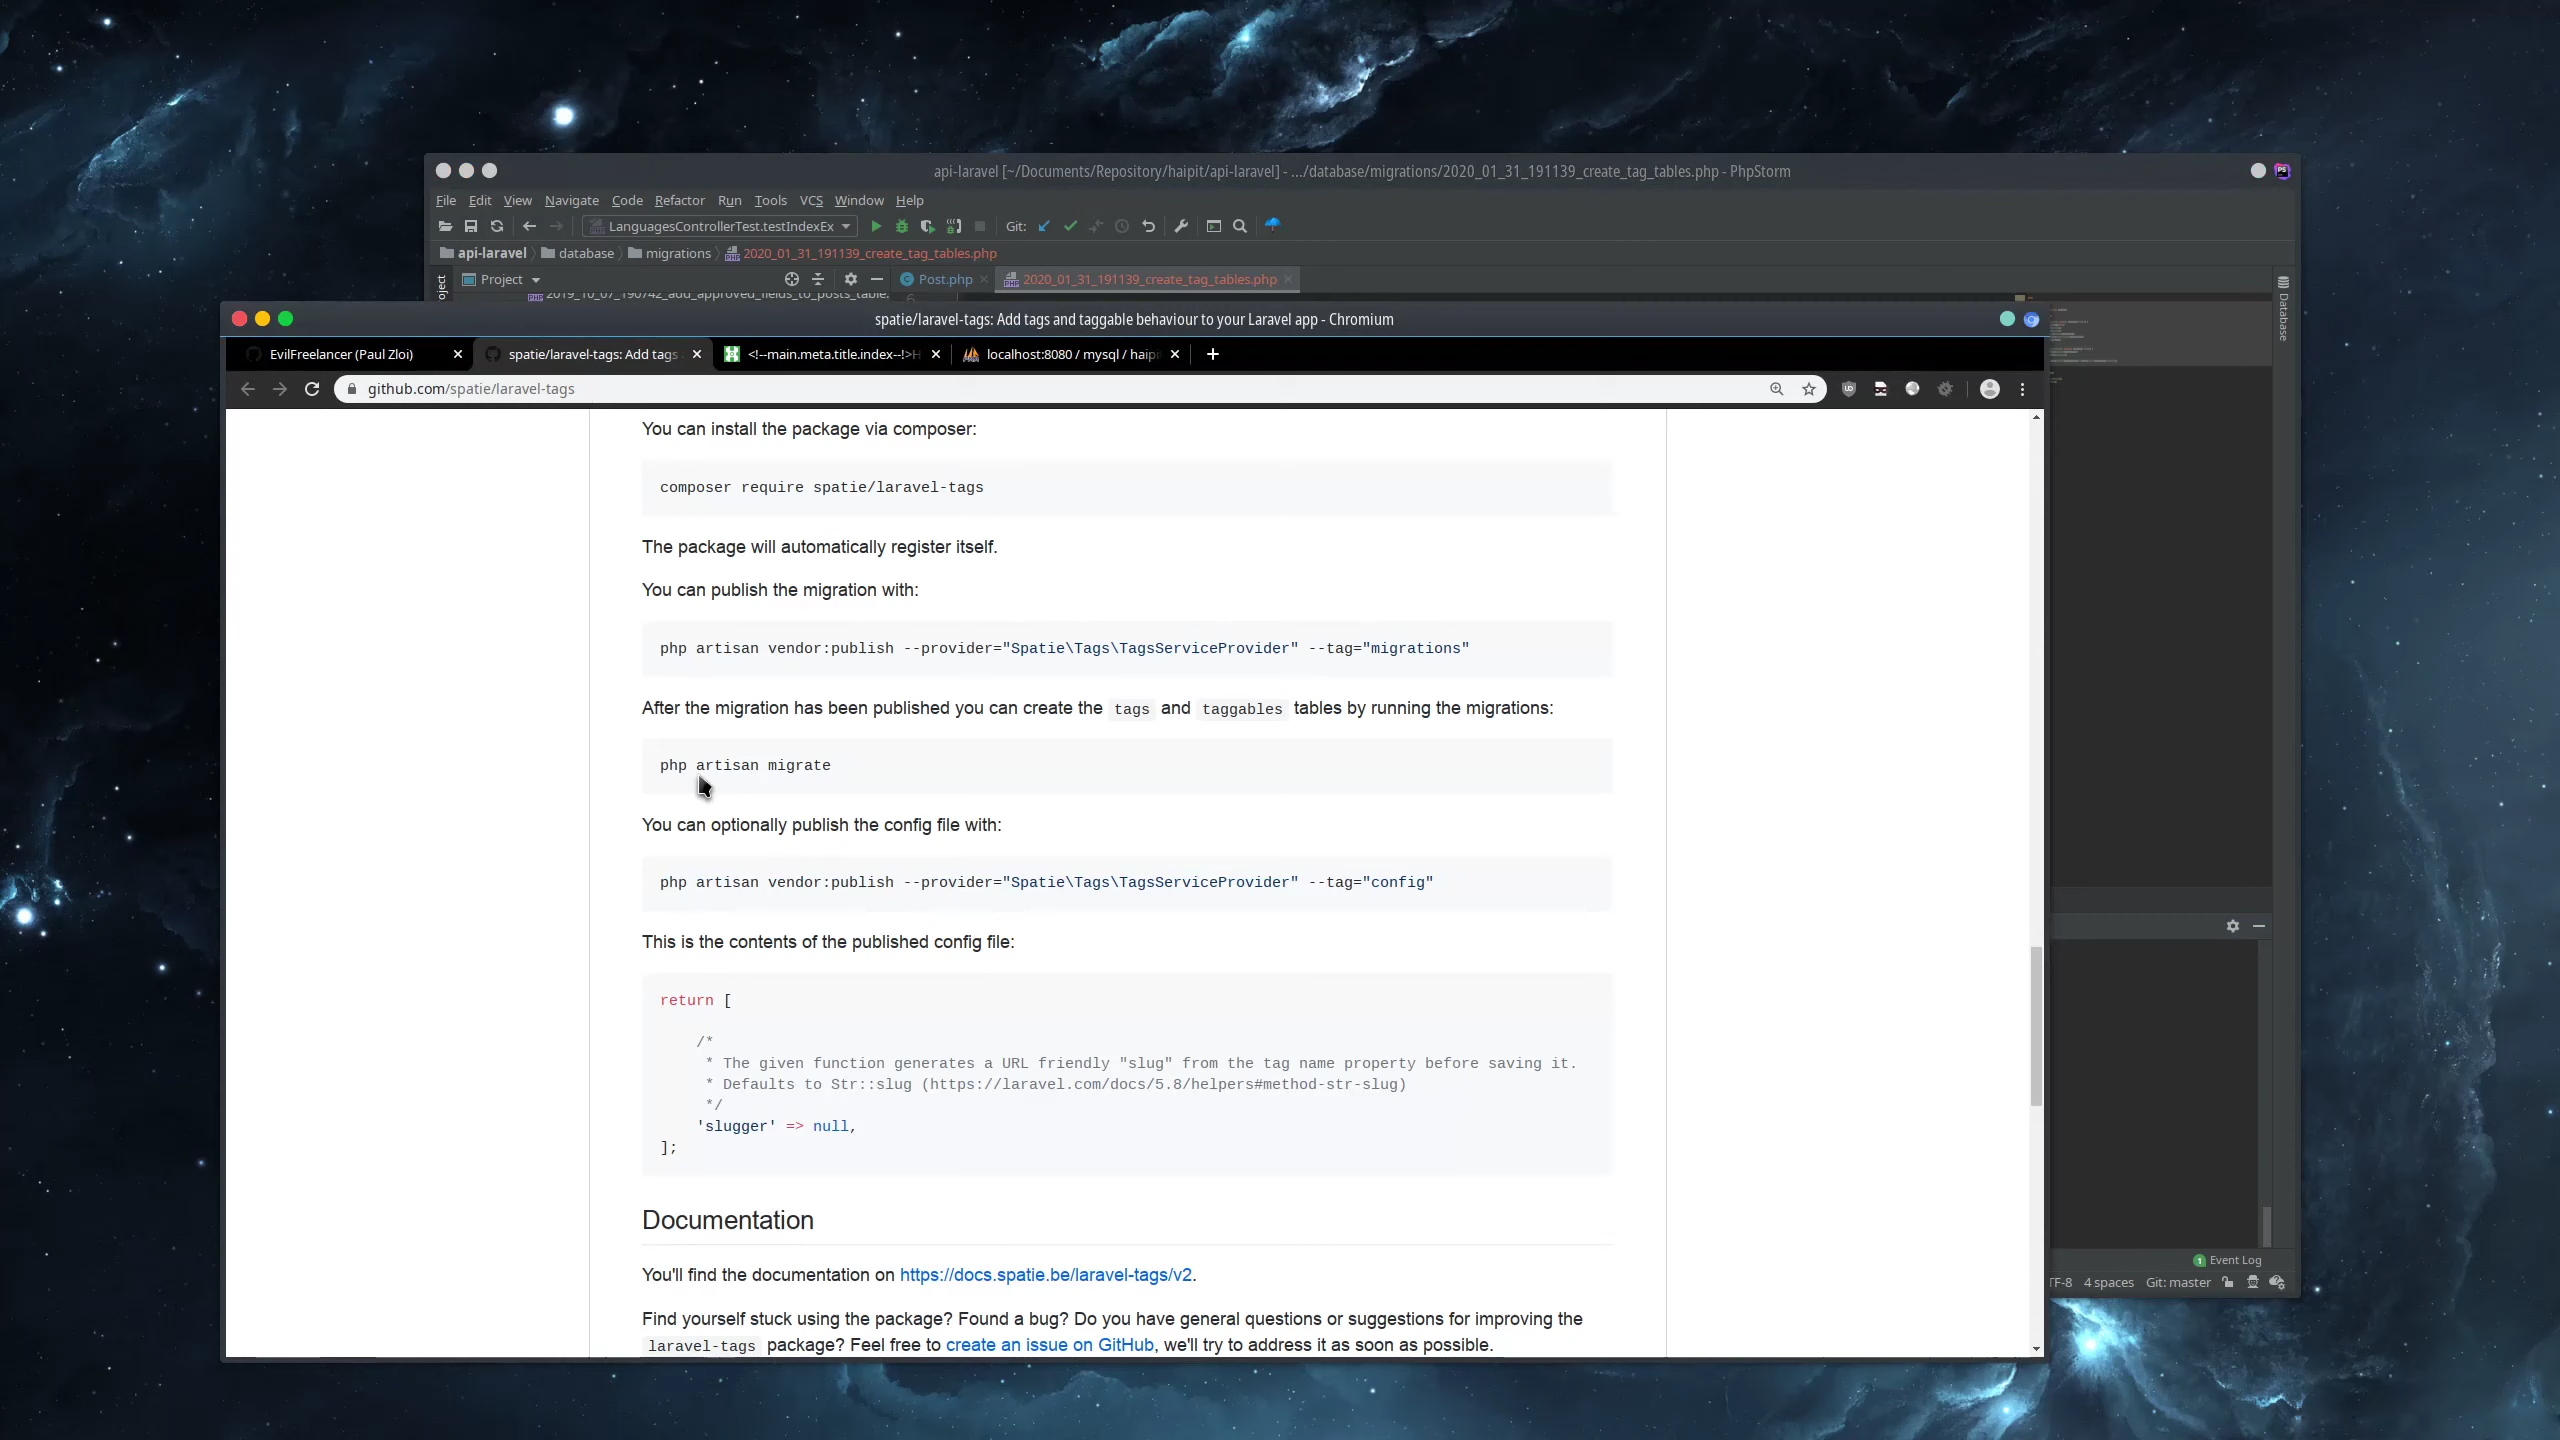 api-laravel [~/Documents/Repository/haipit/api-laravel] - .../database/migrations/2020_01_31_191139_create_tag_tables.php - PhpStorm
File Edit View Navigate Code Refactor Run Tools VCS Window Help
LanguagesControllerTest.testIndexEx Git:
api-laravel database migrations 2020_01_31_191139_create_tag_tables.php
Project Post.php 2020_01_31_191139_create_tag_tables.php
2019_10_07_190742_add_approved_fields_to_posts_table. 6
Database
spatie/laravel-tags: Add tags and taggable behaviour to your Laravel app - Chromium
EvilFreelancer (Paul Zloi) spatie/laravel-tags: Add tags <!--main.meta.title.index--!>H localhost:8080 / mysql / haipi
github.com/spatie/laravel-tags
You can install the package via composer:
composer require spatie/laravel-tags
The package will automatically register itself.
You can publish the migration with:
php artisan vendor:publish --provider="Spatie\Tags\TagsServiceProvider" --tag="migrations"
After the migration has been published you can create the tags and taggables tables by running the migrations:
php artisan migrate
You can optionally publish the config file with:
php artisan vendor:publish --provider="Spatie\Tags\TagsServiceProvider" --tag="config"
This is the contents of the published config file:
return [
/*
* The given function generates a URL friendly "slug" from the tag name property before saving it.
* Defaults to Str::slug (https://laravel.com/docs/5.8/helpers#method-str-slug)
*/
'slugger' => null,
];
Documentation
You'll find the documentation on https://docs.spatie.be/laravel-tags/v2.
Find yourself stuck using the package? Found a bug? Do you have general questions or suggestions for improving the
laravel-tags package? Feel free to create an issue on GitHub, we'll try to address it as soon as possible.
1 Event Log
TF-8 4 spaces Git: master